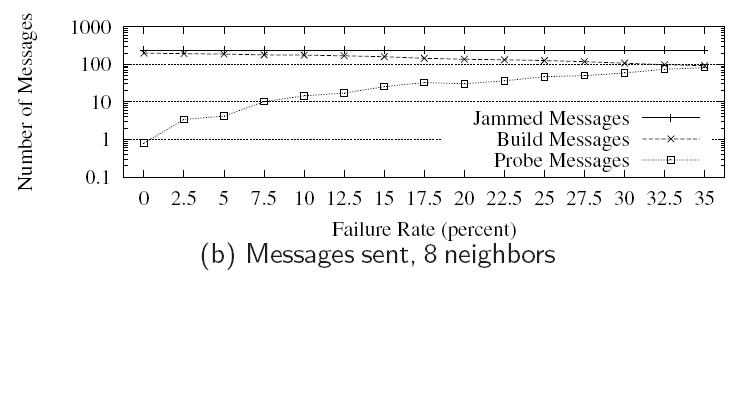 Number of Messages
1000
100
10
1
0.1
Jammed Messages
Build Messages
Probe Messages
0 2.5 5 7.5 10 12.5 15 17.5 20 22.5 25 27.5 30 32.5 35
Failure Rate (percent)
(b) Messages sent, 8 neighbors